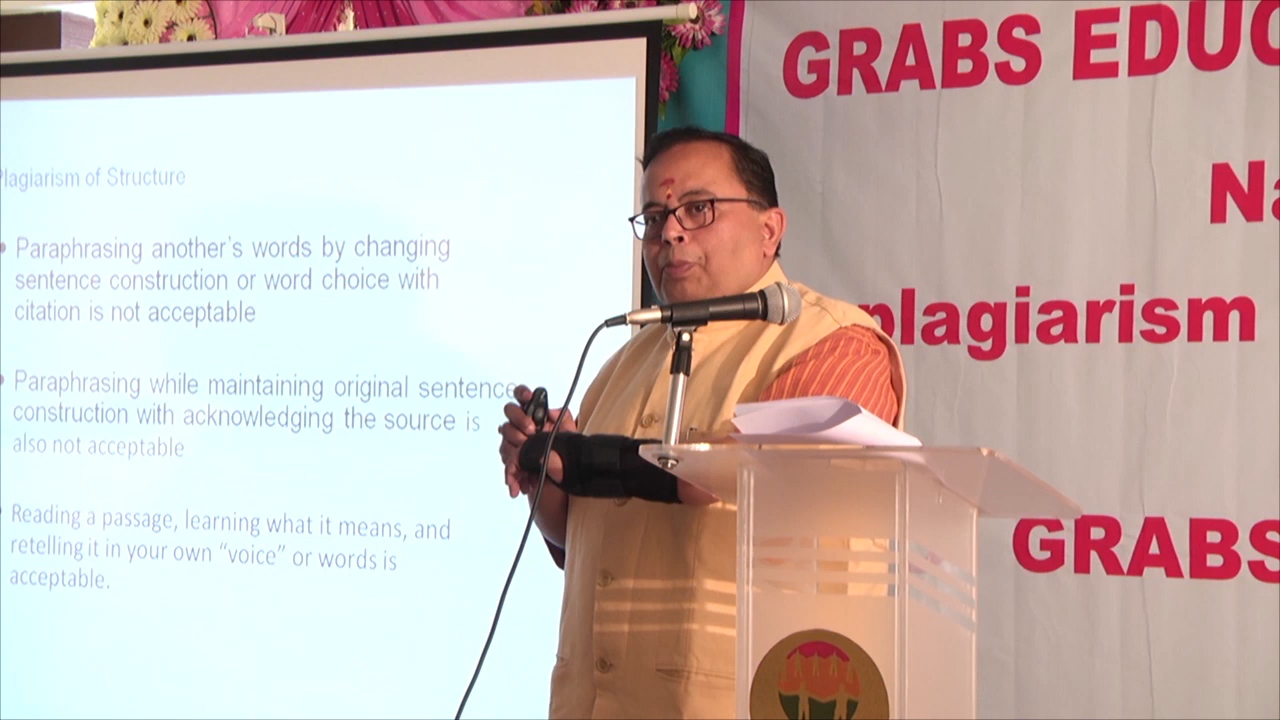 lagiarism of Structure
Paraphrasing another's words by changing
sentence construction or word choice with
citation is not acceptable
Paraphrasing while maintaining original sentence
construction with acknowledging the source is
also not acceptable
Reading a passage, learning what it means, and
retelling it in your own “voice” or words is
acceptable.
GRABS EDUC
Na
plagiarism
GRABS